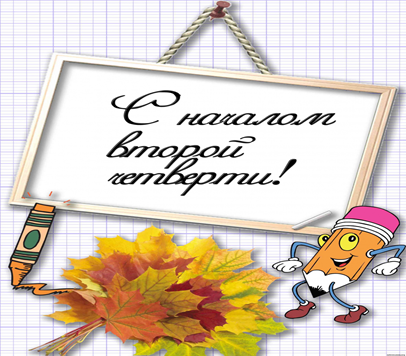 С началом
второй
четверти!